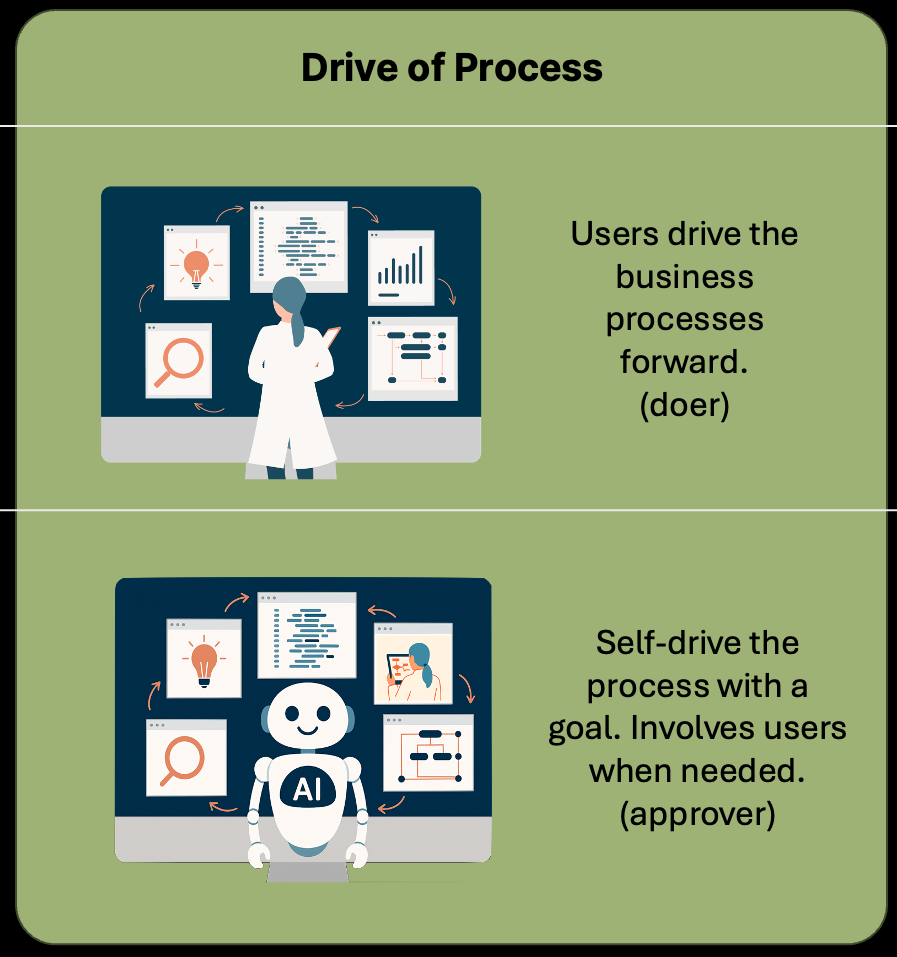 Drive of Process
Users drive the
business
processes
forward.
(doer)
AI
Self-drive the
process with a
goal. Involves users
when needed.
(approver)